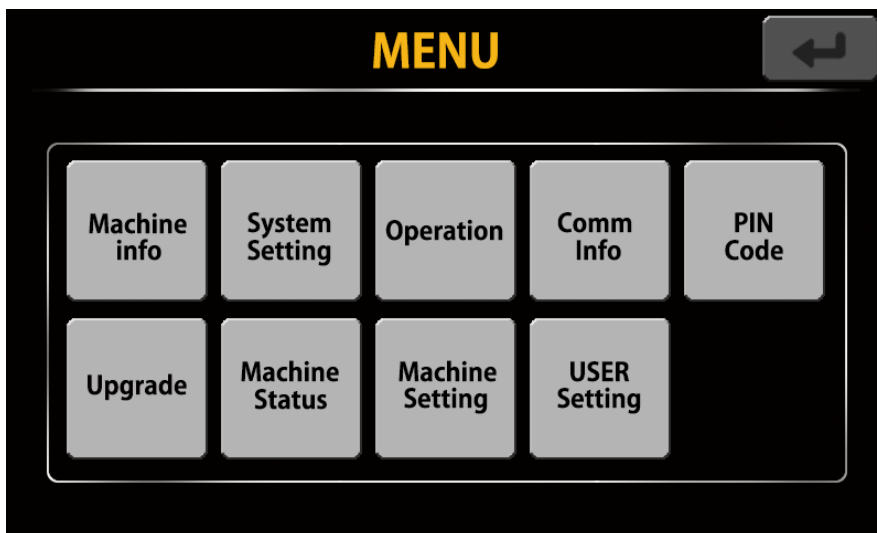 MENU
Machine
info
System
Setting
Operation
Comm
Info
PIN
Code
Upgrade
Machine
Status
Machine
Setting
USER
Setting